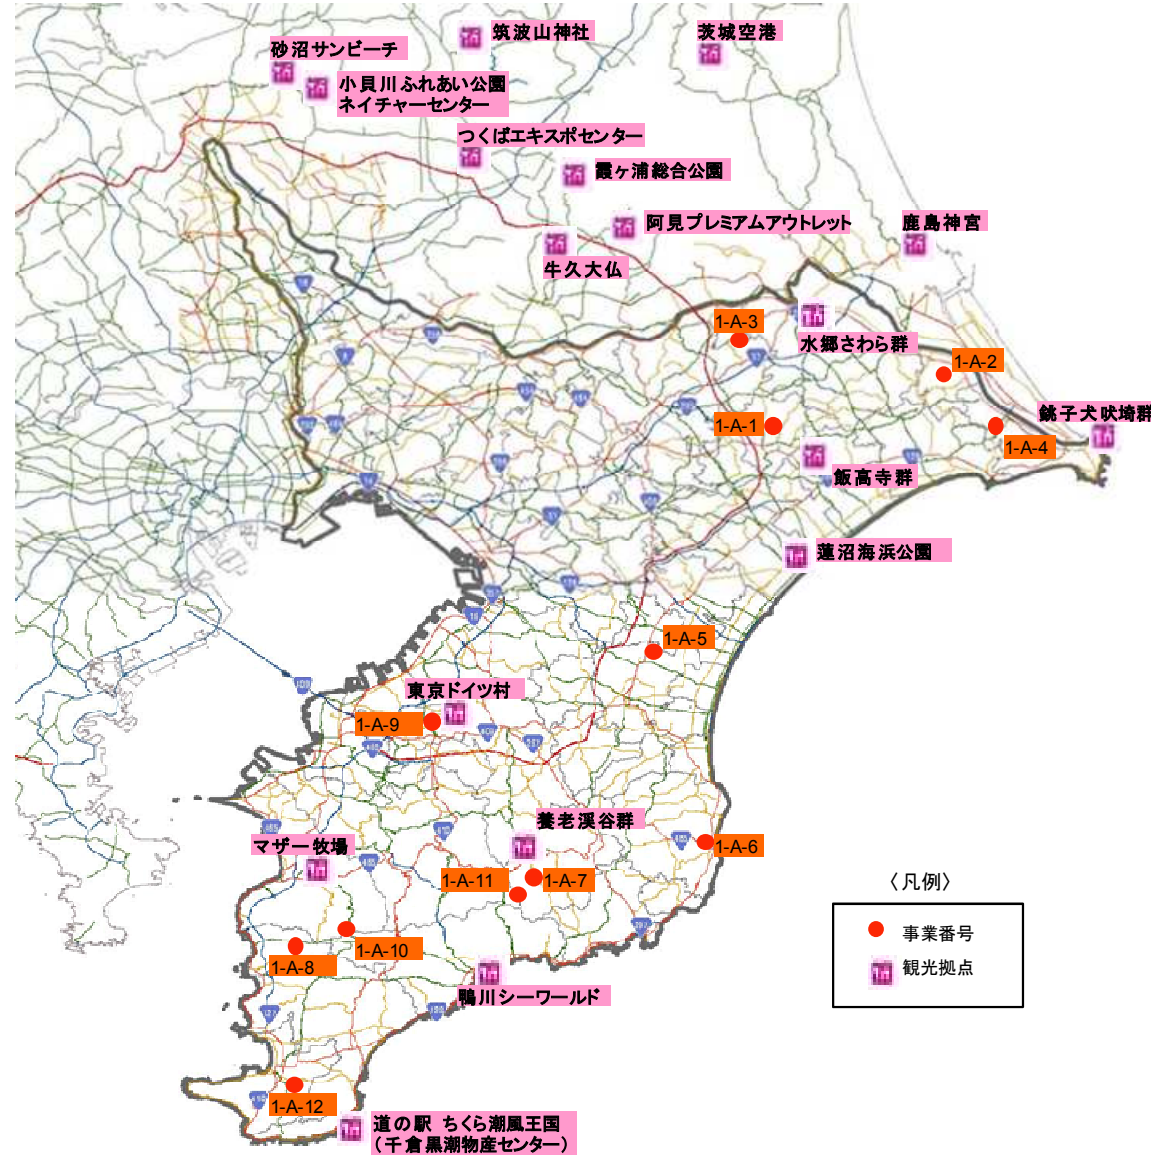 筑波山神社
茨城空港
砂沼サンビーチ
小貝川ふれあい公園
ネイチャーセンター
つくばエキスポセンター
霞ヶ浦総合公園
阿見プレミアムアウトレット
鹿島神宮
牛久大仏
1-A-3
水郷さわら群
1-A-2
銚子犬吠埼群
1-A-1
1-A-4
飯高寺群
蓮沼海浜公園
1-A-5
東京ドイツ村
1-A-9
養老渓谷群
マザー牧場
1-A-6
1-A-11
1-A-7
〈凡例〉
事業番号
観光拠点
1-A-10
1-A-8
鴨川シーワールド
1-A-12
道の駅 ちくら潮風王国
(千倉黒潮物産センター)